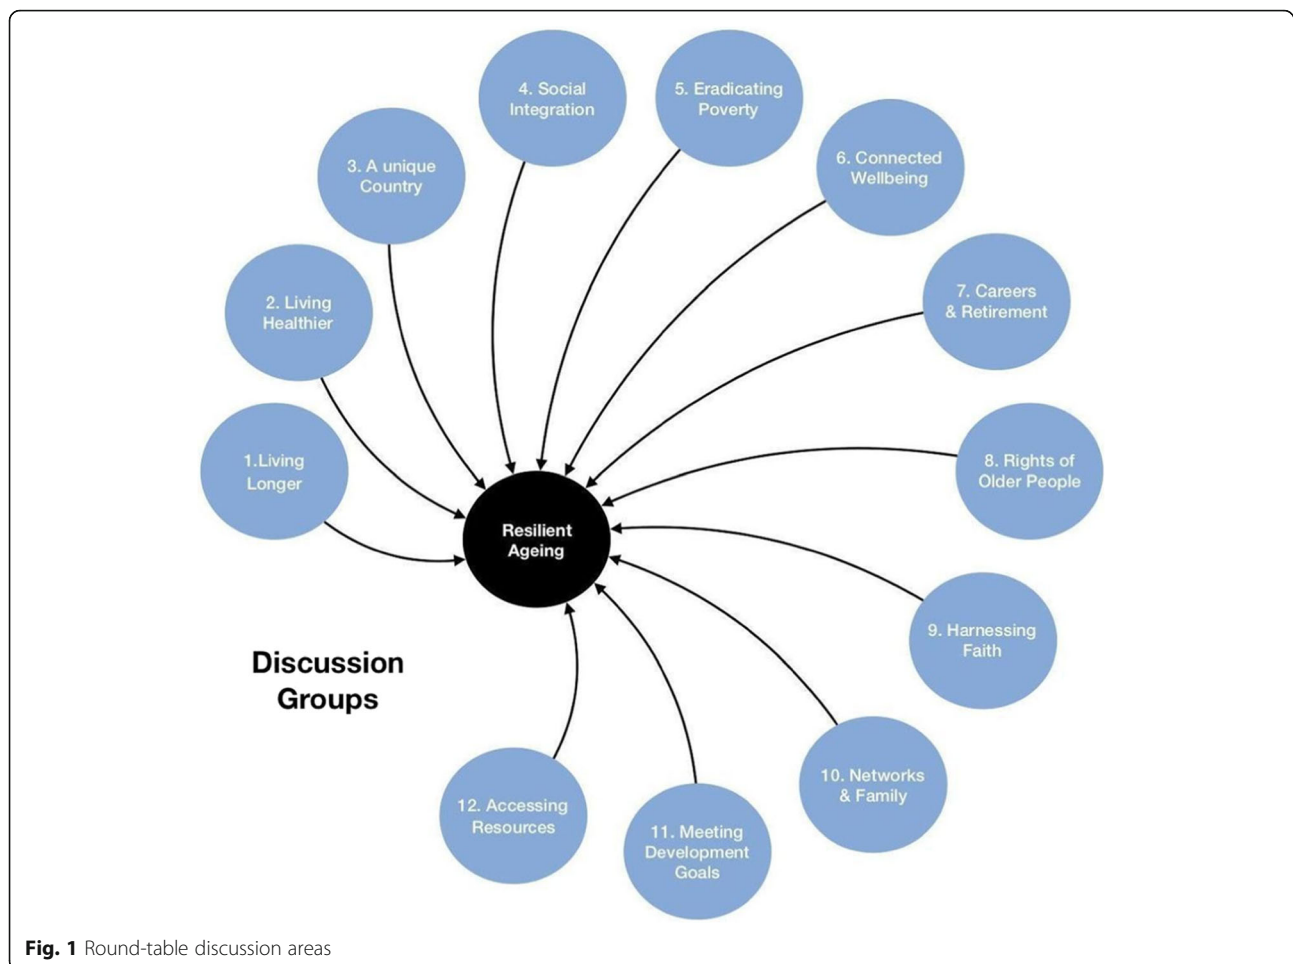 4. Social
Integration
5. Eradicating
Poverty
3. A unique
Country
6. Connected
Wellbeing
2. Living
Healthier
7. Careers
& Retirement
1.Living
Longer
8. Rights of
Older People
Resilient
Ageing
9. Harnessing
Faith
Discussion
Groups
10. Networks
& Family
12. Accessing
Resources
11. Meeting
Development
Goals
Fig. 1 Round-table discussion areas